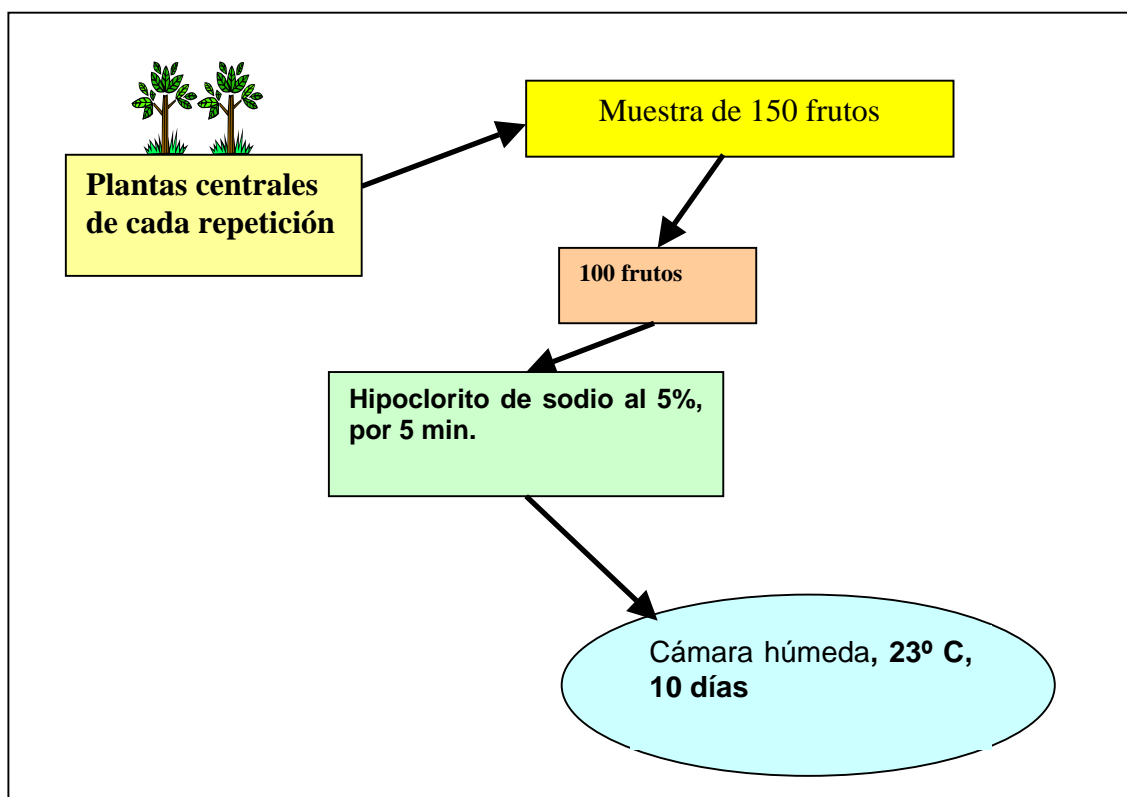 Muestra de 150 frutos
Plantas centrales
de cada repetición
100 frutos
Hipoclorito de sodio al 5%,
por 5 min.
Cámara húmeda, 23º C,
10 días